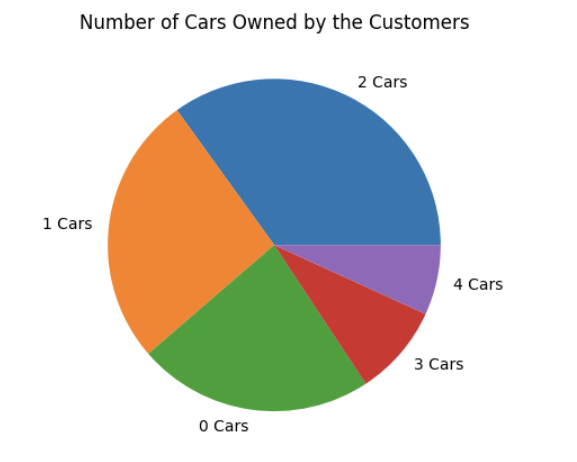 Number of Cars Owned by the Customers
2 Cars
1 Cars
4 Cars
3 Cars
0 Cars